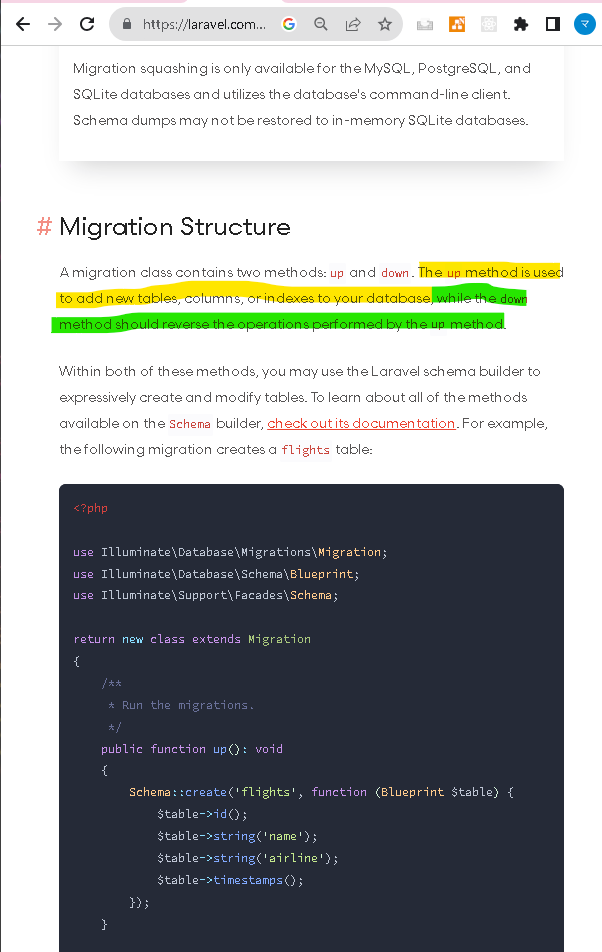 https://laravel.com...
Migration squashing is only available for the MySQL, PostgreSQL, and
SQLite databases and utilizes the database's command-line client.
Schema dumps may not be restored to in-memory SQLite databases.
# Migration Structure
A migration class contains two methods: up and down. The up method is used
to add new tables, columns, or indexes to your database, while the down
method should reverse the operations performed by the up method.
Within both of these methods, you may use the Laravel schema builder to
expressively create and modify tables. To learn about all of the methods
available on the Schema builder, check out its documentation. For example,
the following migration creates a flights table:
<?php
use Illuminate\Database\Migrations\Migration;
use Illuminate\Database\Schema\Blueprint;
use Illuminate\Support\Facades\Schema;
return new class extends Migration
{
/**
* Run the migrations.
*/
public function up(): void
{
Schema::create('flights', function (Blueprint $table) {
$table->id();
$table->string('name');
$table->string('airline');
$table->timestamps();
});
}